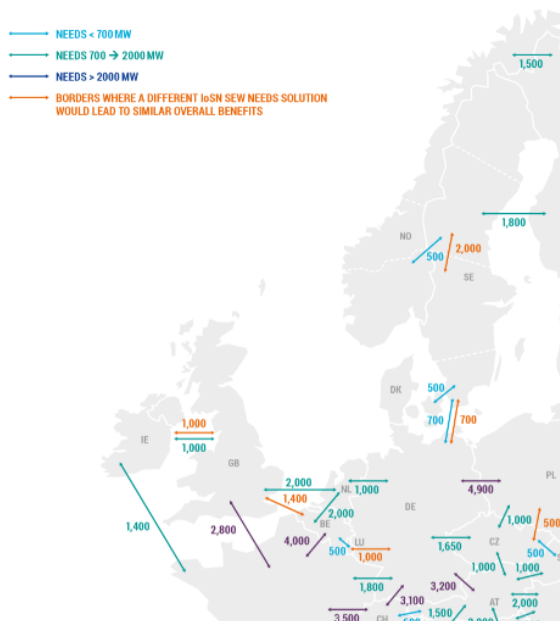 NEEDS < 700 MW
NEEDS 700 → 2000 MW
NEEDS > 2000 MW
BORDERS WHERE A DIFFERENT IoSN SEW NEEDS SOLUTION
WOULD LEAD TO SIMILAR OVERALL BENEFITS
1,500
1,800
NO
500
2,000
SE
DK
500
700
700
1,000
IE
1,000
GB
PL
2,000
NL
1,000
4,900
1,400
DE
2,000
BE
1,000
500
1,400
2,800
4,000
LU
500
1,000
1,650
CZ
500
1,000
1,000
1,800
3,200
3,100
AT
2,000
3,500
CH
1,500